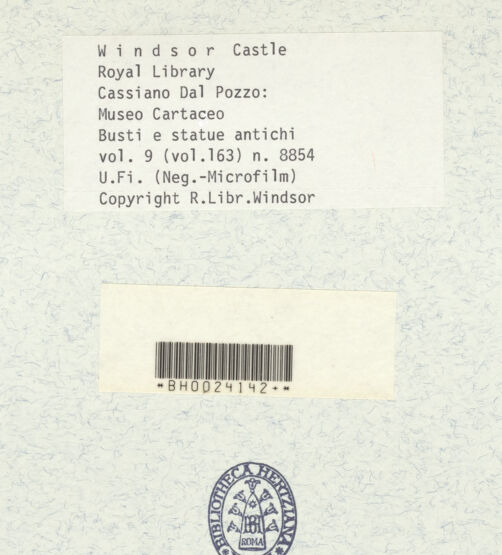 Windsor Castle
Royal Library
Cassiano Dal Pozzo:
Museo Cartaceo
Busti e statue antichi
vol. 9 (vol.163) n. 8854
U.Fi. (Neg.-Microfilm)
Copyright R.Libr.Windsor
*BH0024142+*
BIBLIOTHECA HERTZIANA
BH
ROMA